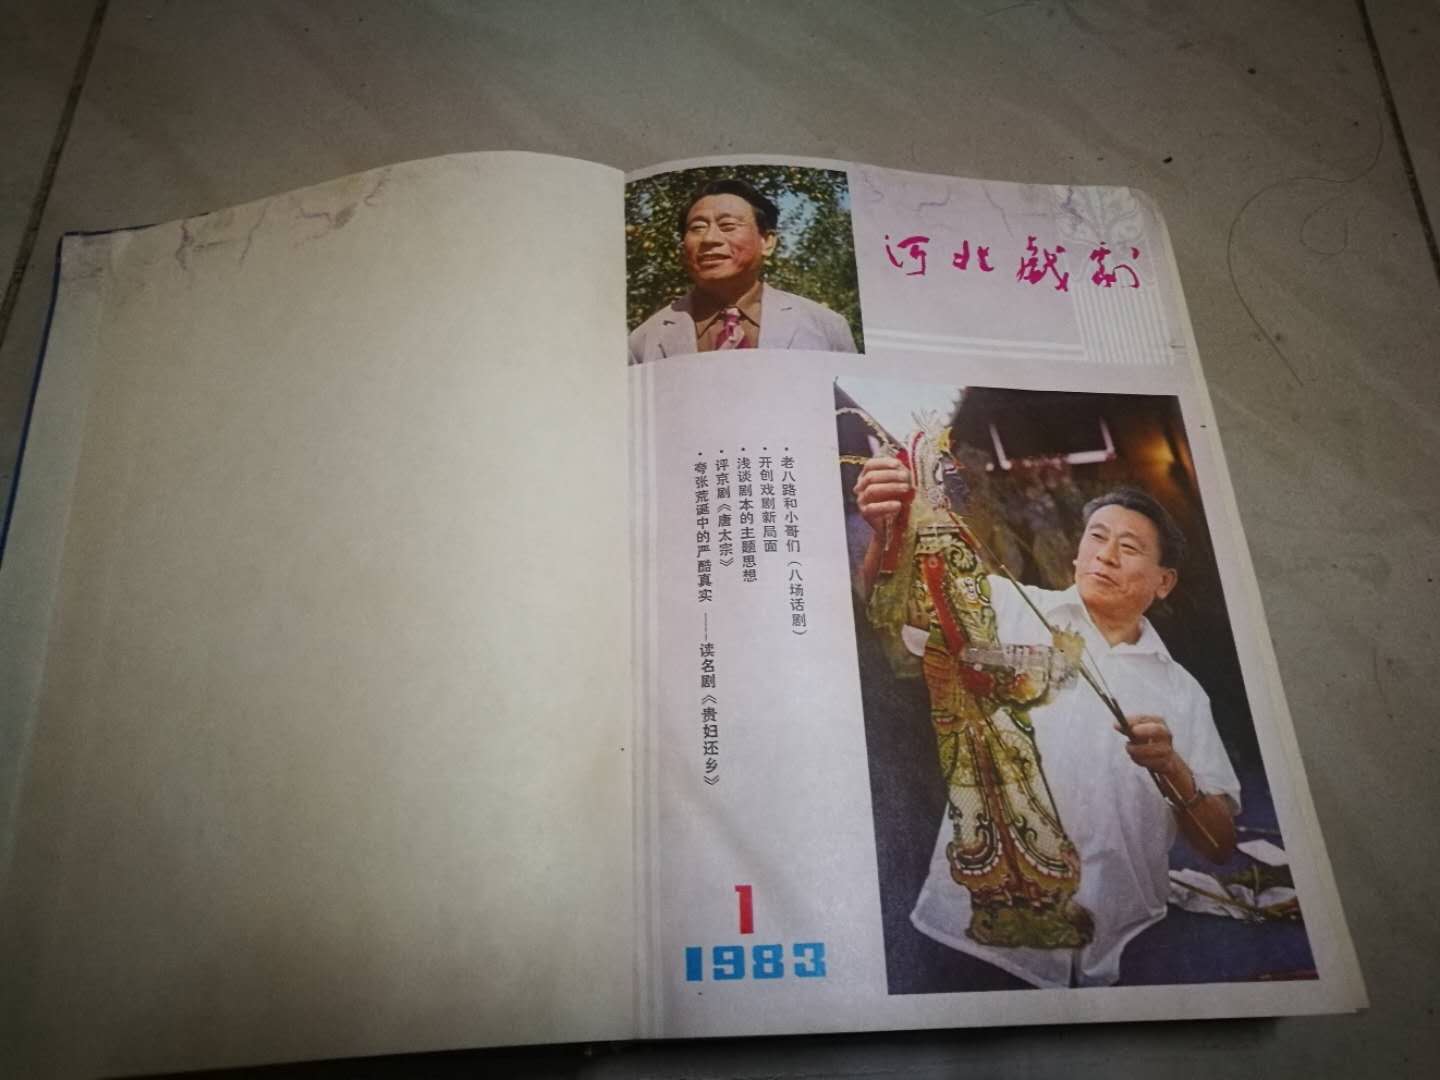 河北戏剧
·老八路和小哥们（八场话剧）
·开创戏剧新局面
·浅谈剧本的主题思想
·评京剧《唐太宗》
·夸张荒诞中的严酷真实 ——读名剧《贵妇还乡》
1
1983